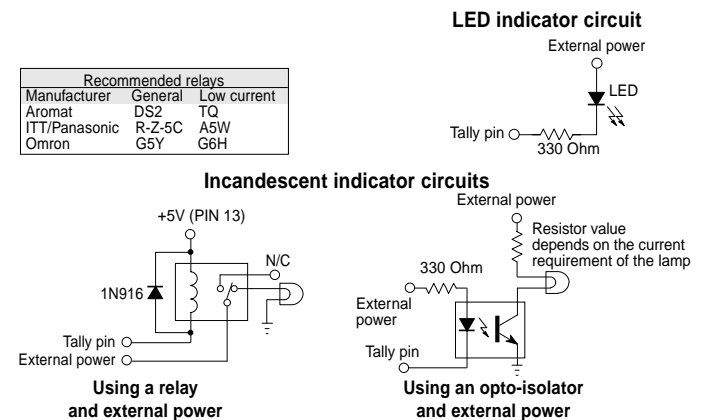 LED indicator circuit
External power
LED
Tally pin
330 Ohm
Recommended relays
Manufacturer General Low current
Aromat DS2 TQ
ITT/Panasonic R-Z-5C A5W
Omron G5Y G6H
Incandescent indicator circuits
+5V (PIN 13)
N/C
1N916
Tally pin
External power
Using a relay
and external power
External power
Resistor value
depends on the current
requirement of the lamp
330 Ohm
External
power
Tally pin
Using an opto-isolator
and external power